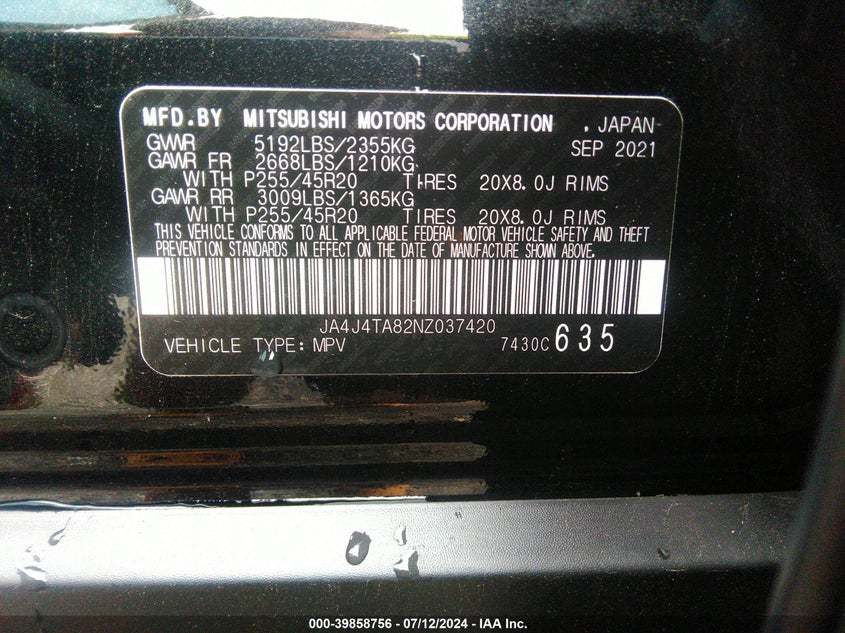 MFD.BY MITSUBISHI MOTORS CORPORATION , JAPAN
GVWR 5192LBS/2355KG SEP 2021
GAWR FR 2668LBS/1210KG
WITH P255/45R20 TIRES 20X8.0J RIMS
GAWR RR 3009LBS/1365KG
WITH P255/45R20 TIRES 20X8.0J RIMS
THIS VEHICLE CONFORMS TO ALL APPLICABLE FEDERAL MOTOR VEHICLE SAFETY AND THEFT
PREVENTION STANDARDS IN EFFECT ON THE DATE OF MANUFACTURE SHOWN ABOVE.
JA4J4TA82NZ037420
VEHICLE TYPE: MPV 7430C 635
000-39858756 - 07/12/2024 - IAA Inc.